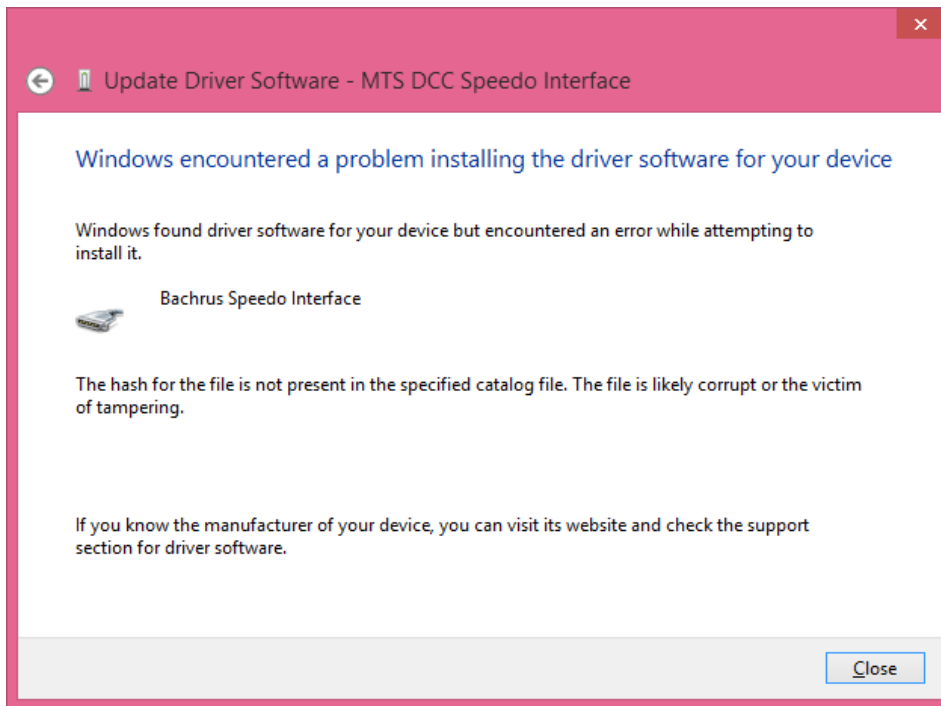 Update Driver Software - MTS DCC Speedo Interface
Windows encountered a problem installing the driver software for your device
Windows found driver software for your device but encountered an error while attempting to
install it.
Bachrus Speedo Interface
The hash for the file is not present in the specified catalog file. The file is likely corrupt or the victim
of tampering.
If you know the manufacturer of your device, you can visit its website and check the support
section for driver software.
Close